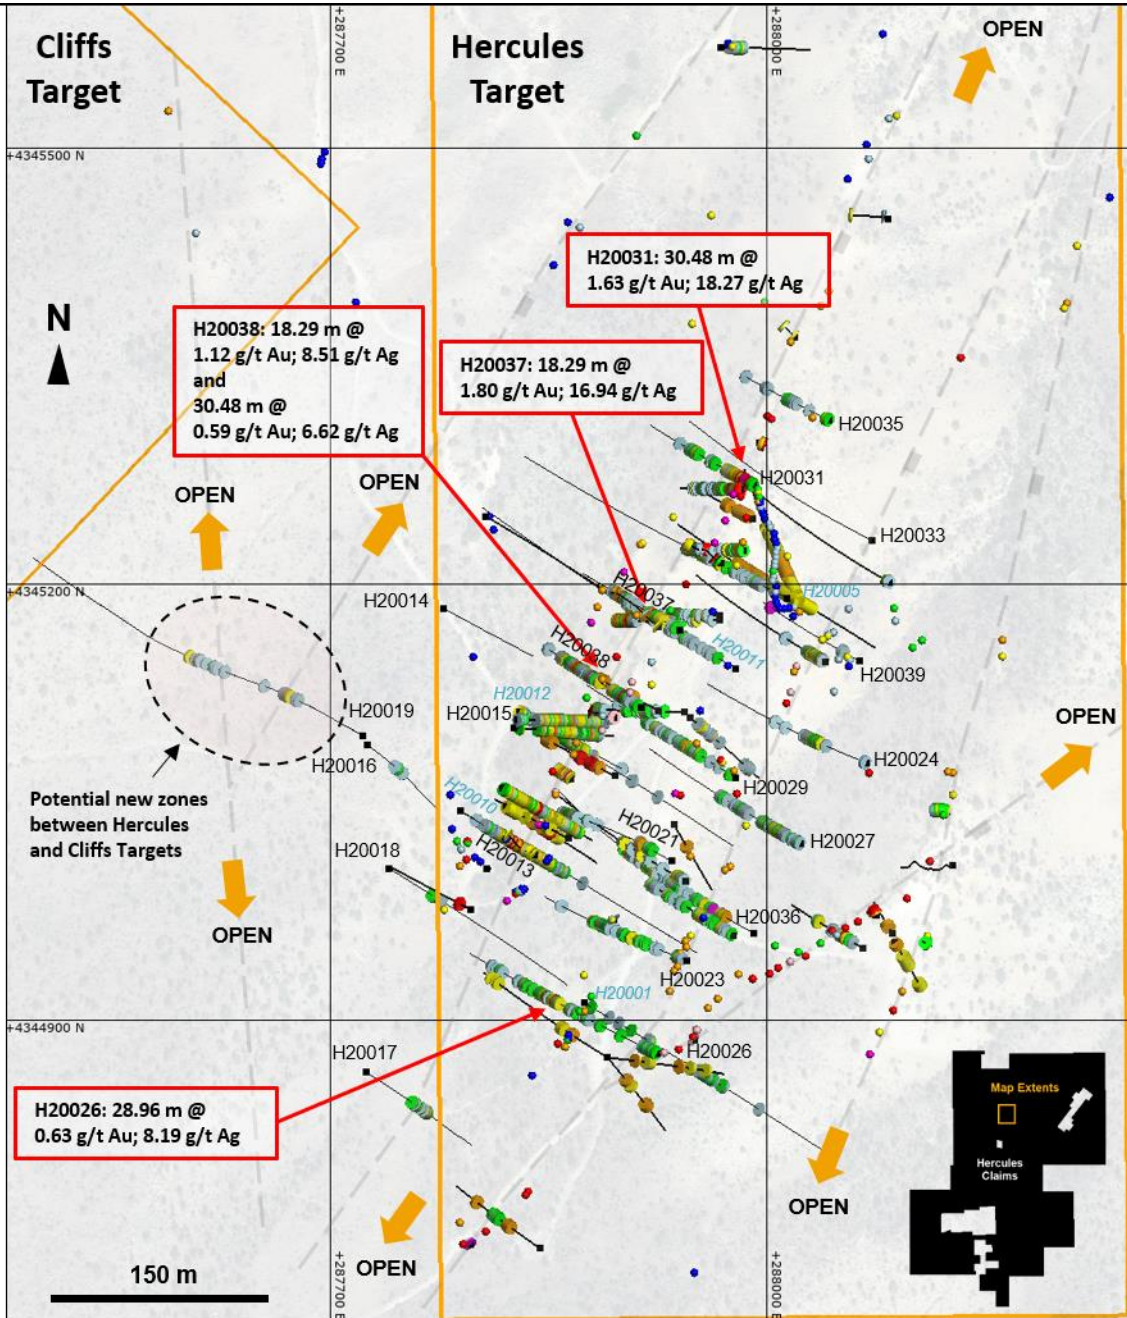 Cliffs
Target
Hercules
Target
+287700 E
+288000 E
OPEN
+4345500 N
H20031: 30.48 m @
1.63 g/t Au; 18.27 g/t Ag
N
H20038: 18.29 m @
1.12 g/t Au; 8.51 g/t Ag
and
30.48 m @
0.59 g/t Au; 6.62 g/t Ag
H20037: 18.29 m @
1.80 g/t Au; 16.94 g/t Ag
H20035
OPEN
OPEN
H20031
H20033
+4345200 N
H20037
H20005
H20014
H20011
H20038
H20039
H20012
H20015
H20019
OPEN
H20016
H20024
H20029
Potential new zones
between Hercules
and Cliffs Targets
H20010
H20021
H20027
H20018
H20013
H20036
OPEN
H20023
H20001
+4344900 N
H20017
H20026
H20026: 28.96 m @
0.63 g/t Au; 8.19 g/t Ag
Map Extents
Hercules
Claims
OPEN
OPEN
150 m
+287700 E
+288000 E